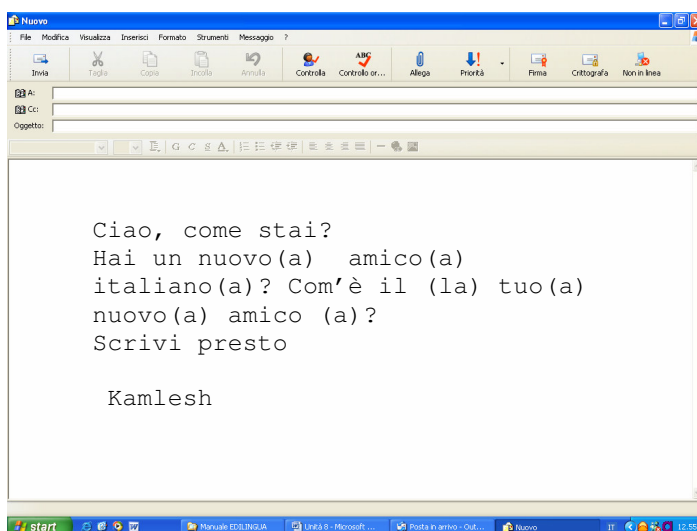 Nuovo
File Modifica Visualizza Inserisci Formato Strumenti Messaggio ?
Invia Taglia Copia Incolla Annulla Controlla Controllo or... Allega Priorità Firma Crittografa Non in linea
A:
Cc:
Oggetto:
G C S A
Ciao, come stai?
Hai un nuovo(a) amico(a)
italiano(a)? Com'è il (la) tuo(a)
nuovo(a) amico (a)?
Scrivi presto
Kamlesh
start Manuale EDILINGUA Unità 8 - Microsoft ... Posta in arrivo - Out... Nuovo IT 12.55